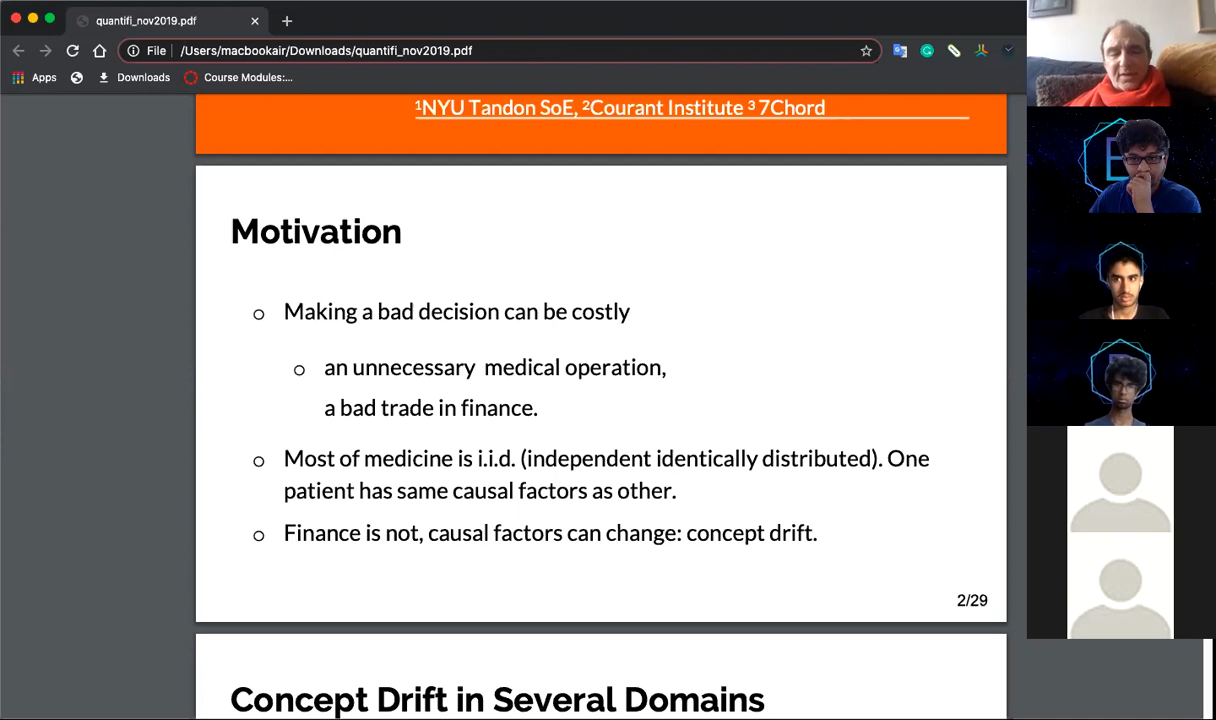 quantifi_nov2019.pdf
File | /Users/macbookair/Downloads/quantifi_nov2019.pdf
Apps
Downloads
Course Modules:...
¹NYU Tandon SoE, ²Courant Institute ³ 7Chord
Motivation
Making a bad decision can be costly
an unnecessary medical operation,
a bad trade in finance.
Most of medicine is i.i.d. (independent identically distributed). One
patient has same causal factors as other.
Finance is not, causal factors can change: concept drift.
2/29
Concept Drift in Several Domains